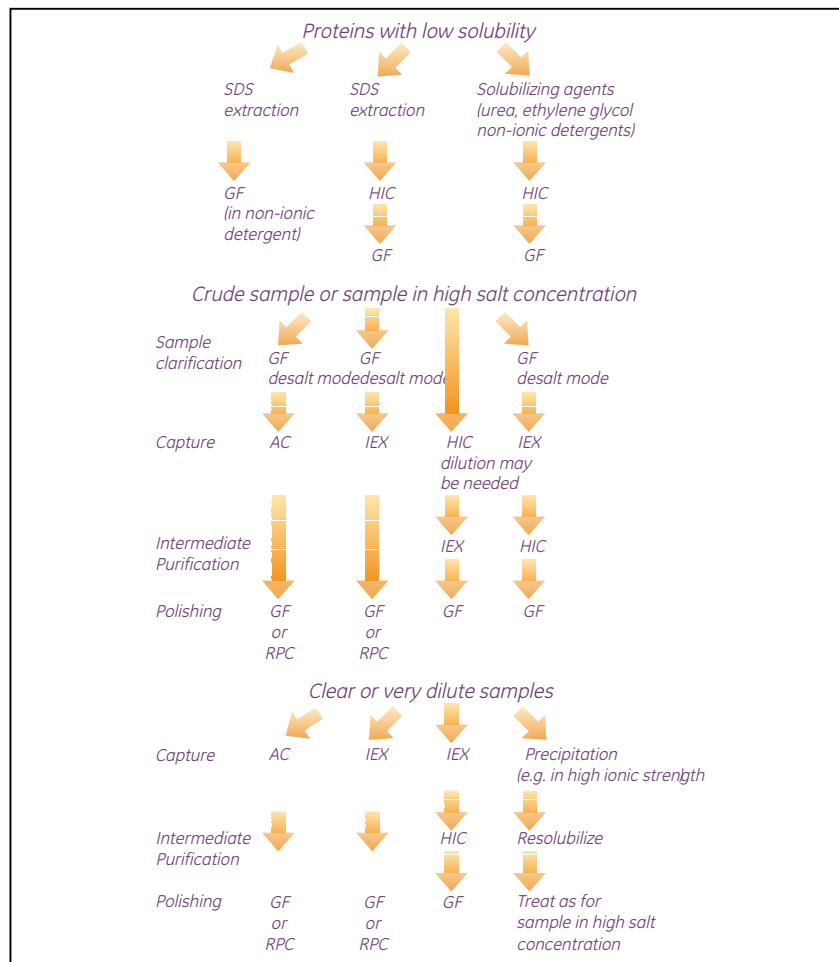 Proteins with low solubility
SDS extraction
SDS extraction
Solubilizing agents
(urea, ethylene glycol
non-ionic detergents)
GF
(in non-ionic
detergent)
HIC
HIC
GF
GF
Crude sample or sample in high salt concentration
Sample
clarification
GF
desalt mode
GF
desalt mode
GF
desalt mode
Capture
AC
IEX
HIC
dilution may
be needed
IEX
Intermediate
Purification
IEX
HIC
Polishing
GF
or
RPC
GF
or
RPC
GF
GF
Clear or very dilute samples
Capture
AC
IEX
IEX
Precipitation
(e.g. in high ionic strength
Intermediate
Purification
HIC
Resolubilize
Polishing
GF
or
RPC
GF
or
RPC
GF
Treat as for
sample in high salt
concentration